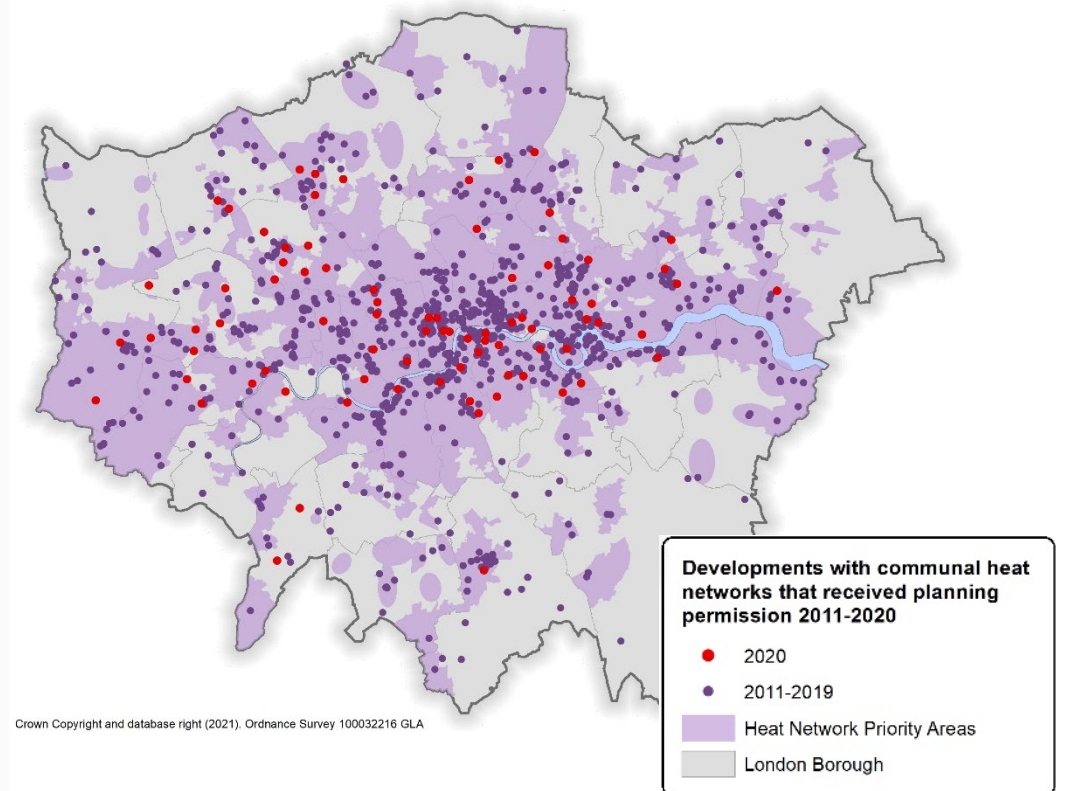 Developments with communal heat
networks that received planning
permission 2011-2020
2020
2011-2019
Heat Network Priority Areas
London Borough
Crown Copyright and database right (2021). Ordnance Survey 100032216 GLA